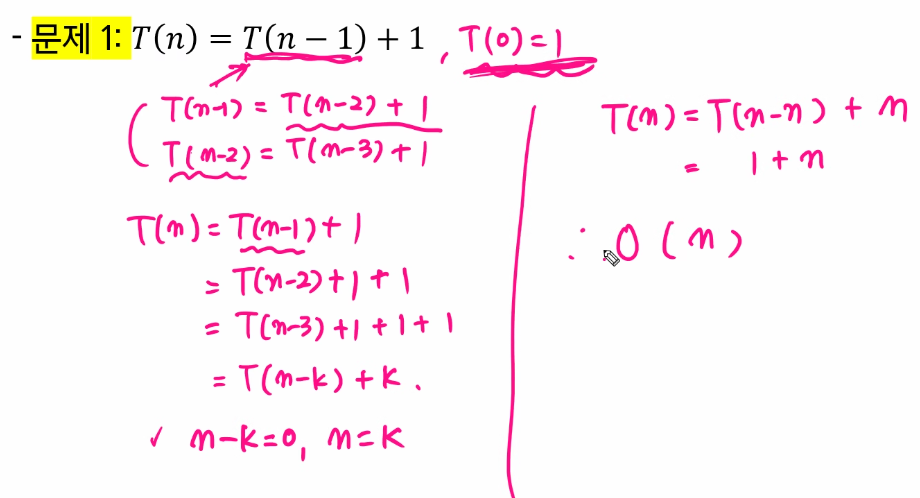 - 문제 1: T(n) = T(n − 1) + 1 , T(0) = 1
T(n-1) = T(n-2) + 1
T(n-2) = T(n-3) + 1
T(n) = T(n-1) + 1
= T(n-2) + 1 + 1
= T(n-3) + 1 + 1 + 1
= T(n-k) + k .
✓ n-k=0, n=k
T(n) = T(n-n) + n
= 1 + n
∴ O (n)